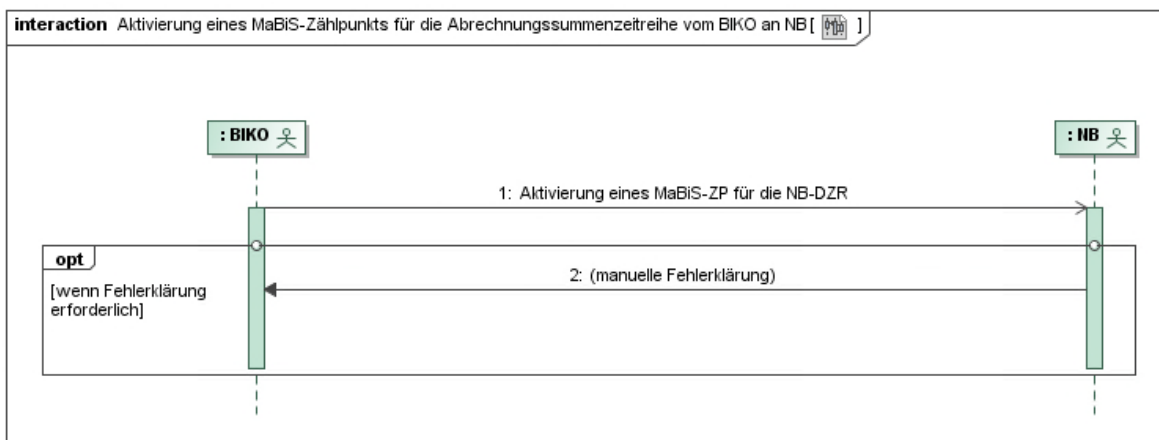 interaction Aktivierung eines MaBiS-Zählpunkts für die Abrechnungssummenzeitreihe vom BIKO an NB[ ]
: BIKO
: NB
1: Aktivierung eines MaBiS-ZP für die NB-DZR
opt
2: (manuelle Fehlerklärung)
[wenn Fehlerklärung
erforderlich]